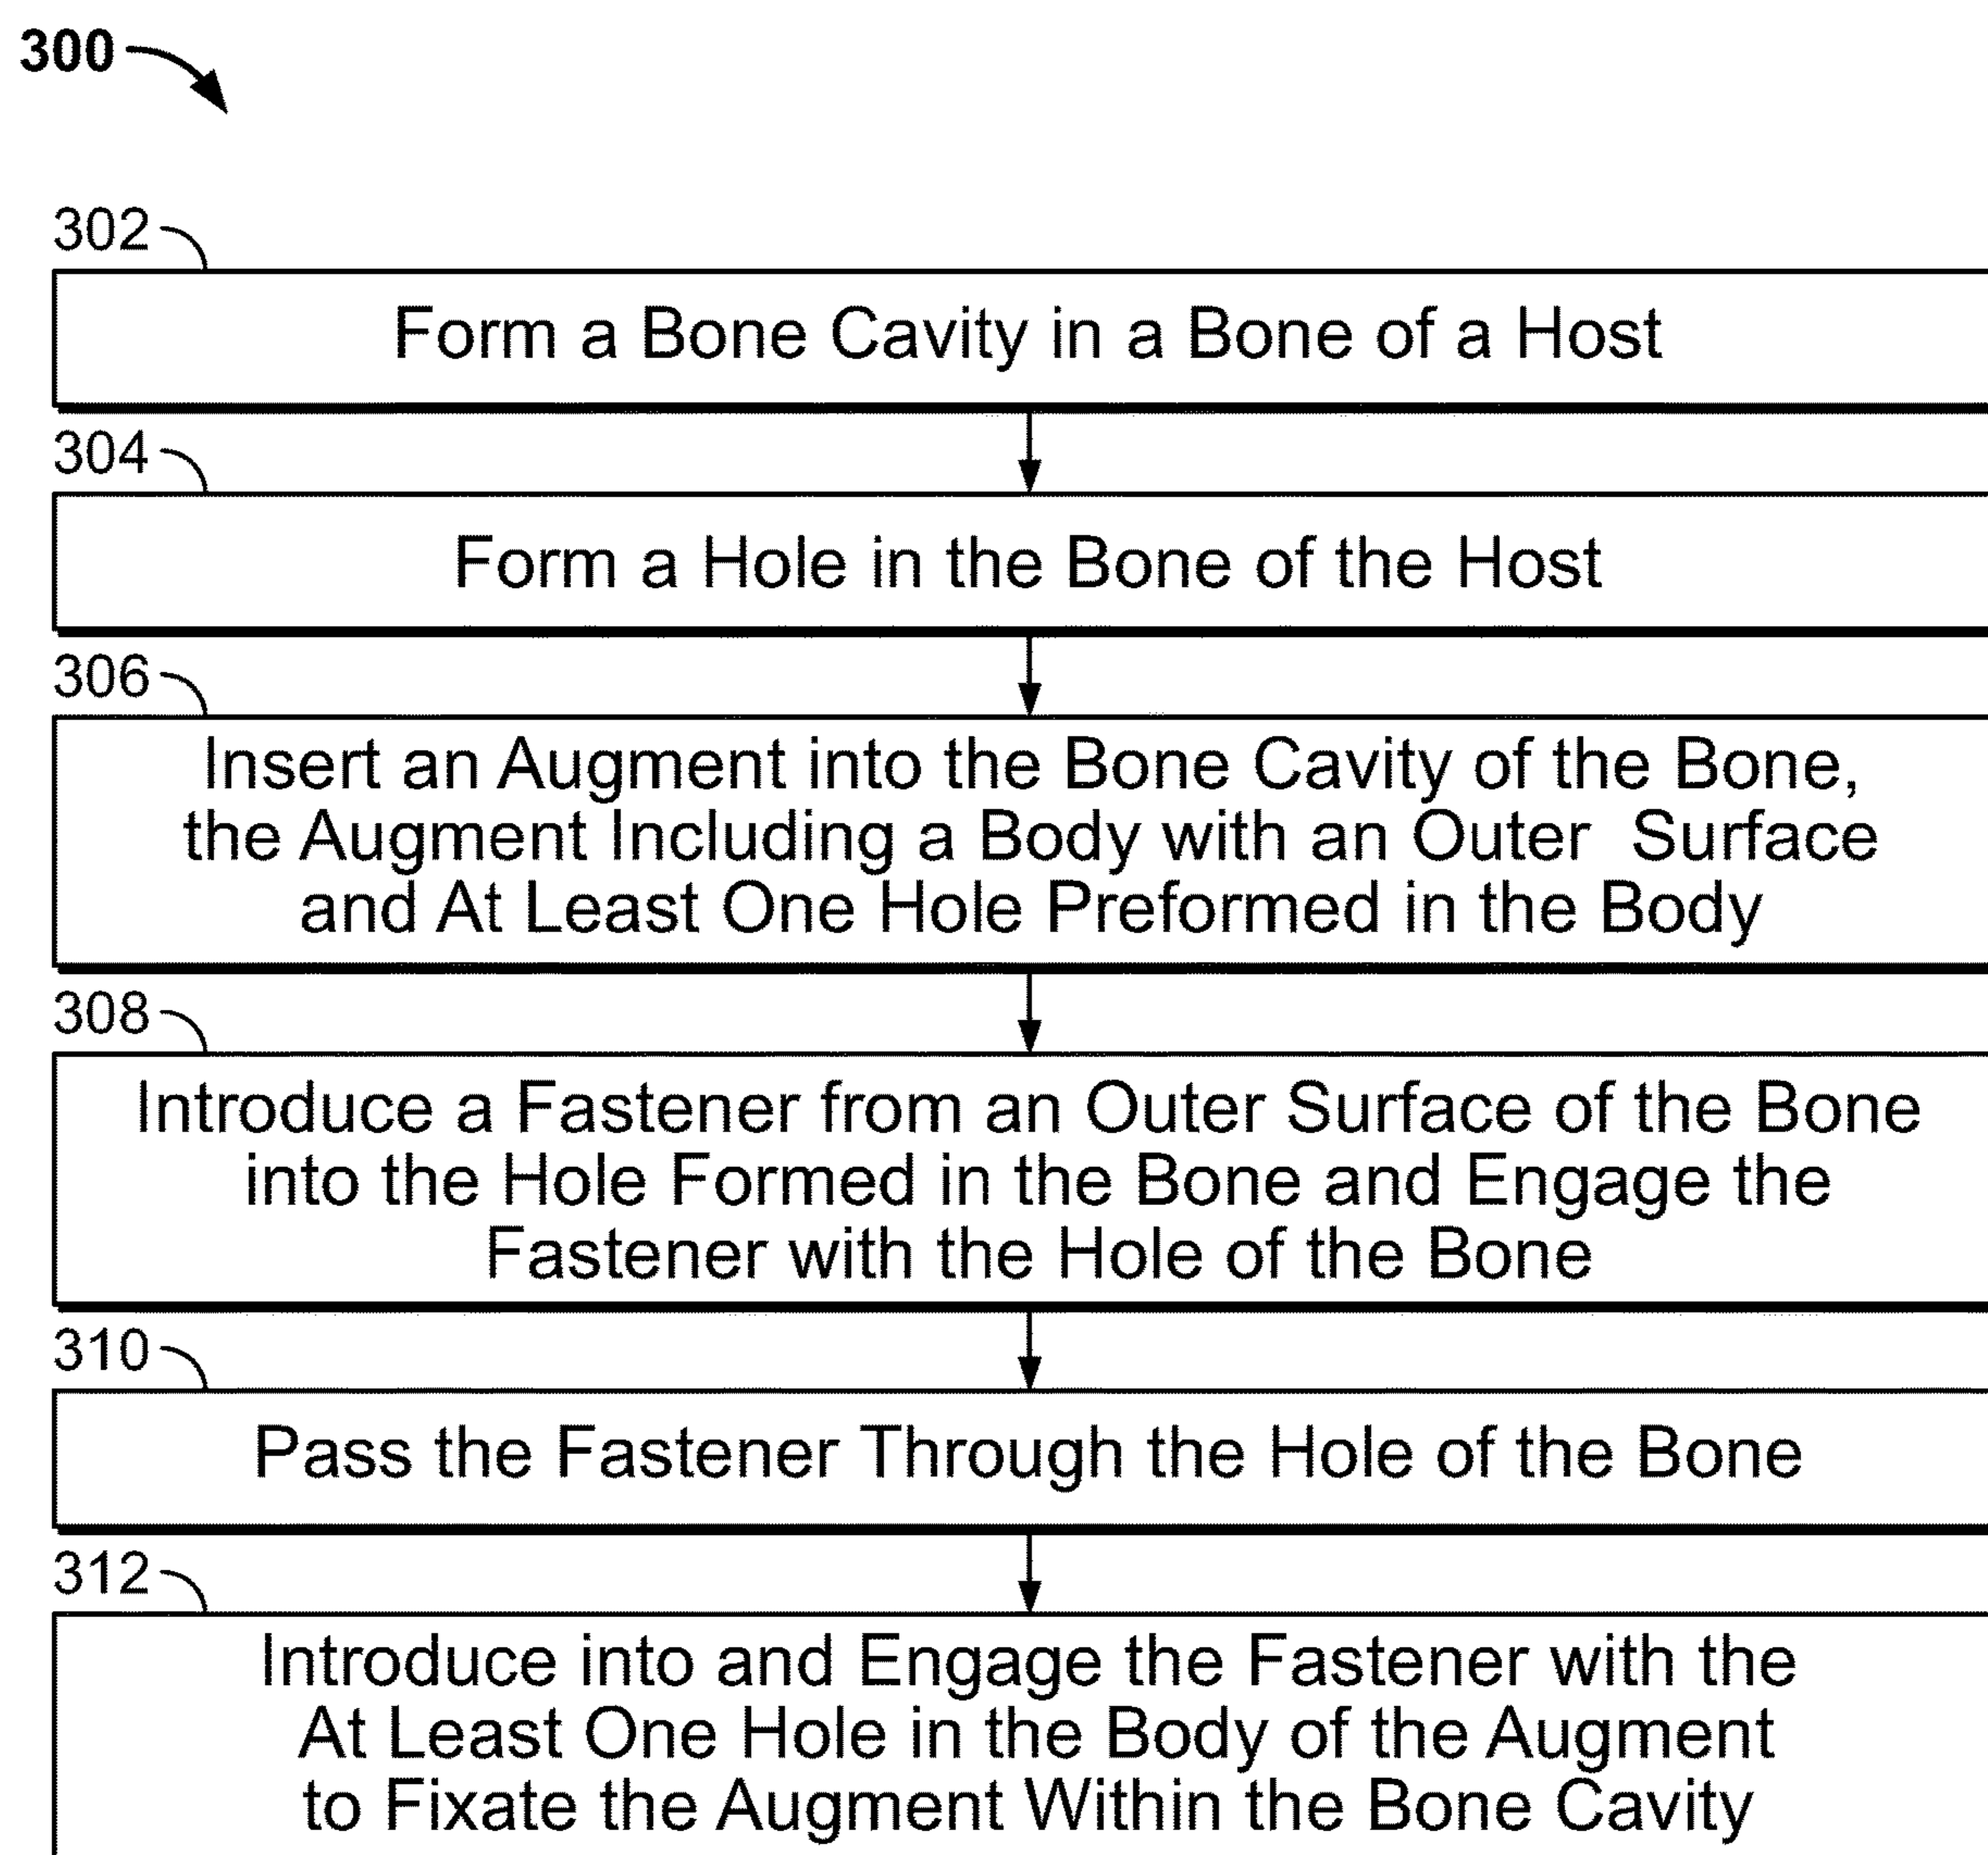 300
302
Form a Bone Cavity in a Bone of a Host
304
Form a Hole in the Bone of the Host
306
Insert an Augment into the Bone Cavity of the Bone,
the Augment Including a Body with an Outer Surface
and At Least One Hole Preformed in the Body
308
Introduce a Fastener from an Outer Surface of the Bone
into the Hole Formed in the Bone and Engage the
Fastener with the Hole of the Bone
310
Pass the Fastener Through the Hole of the Bone
312
Introduce into and Engage the Fastener with the
At Least One Hole in the Body of the Augment
to Fixate the Augment Within the Bone Cavity